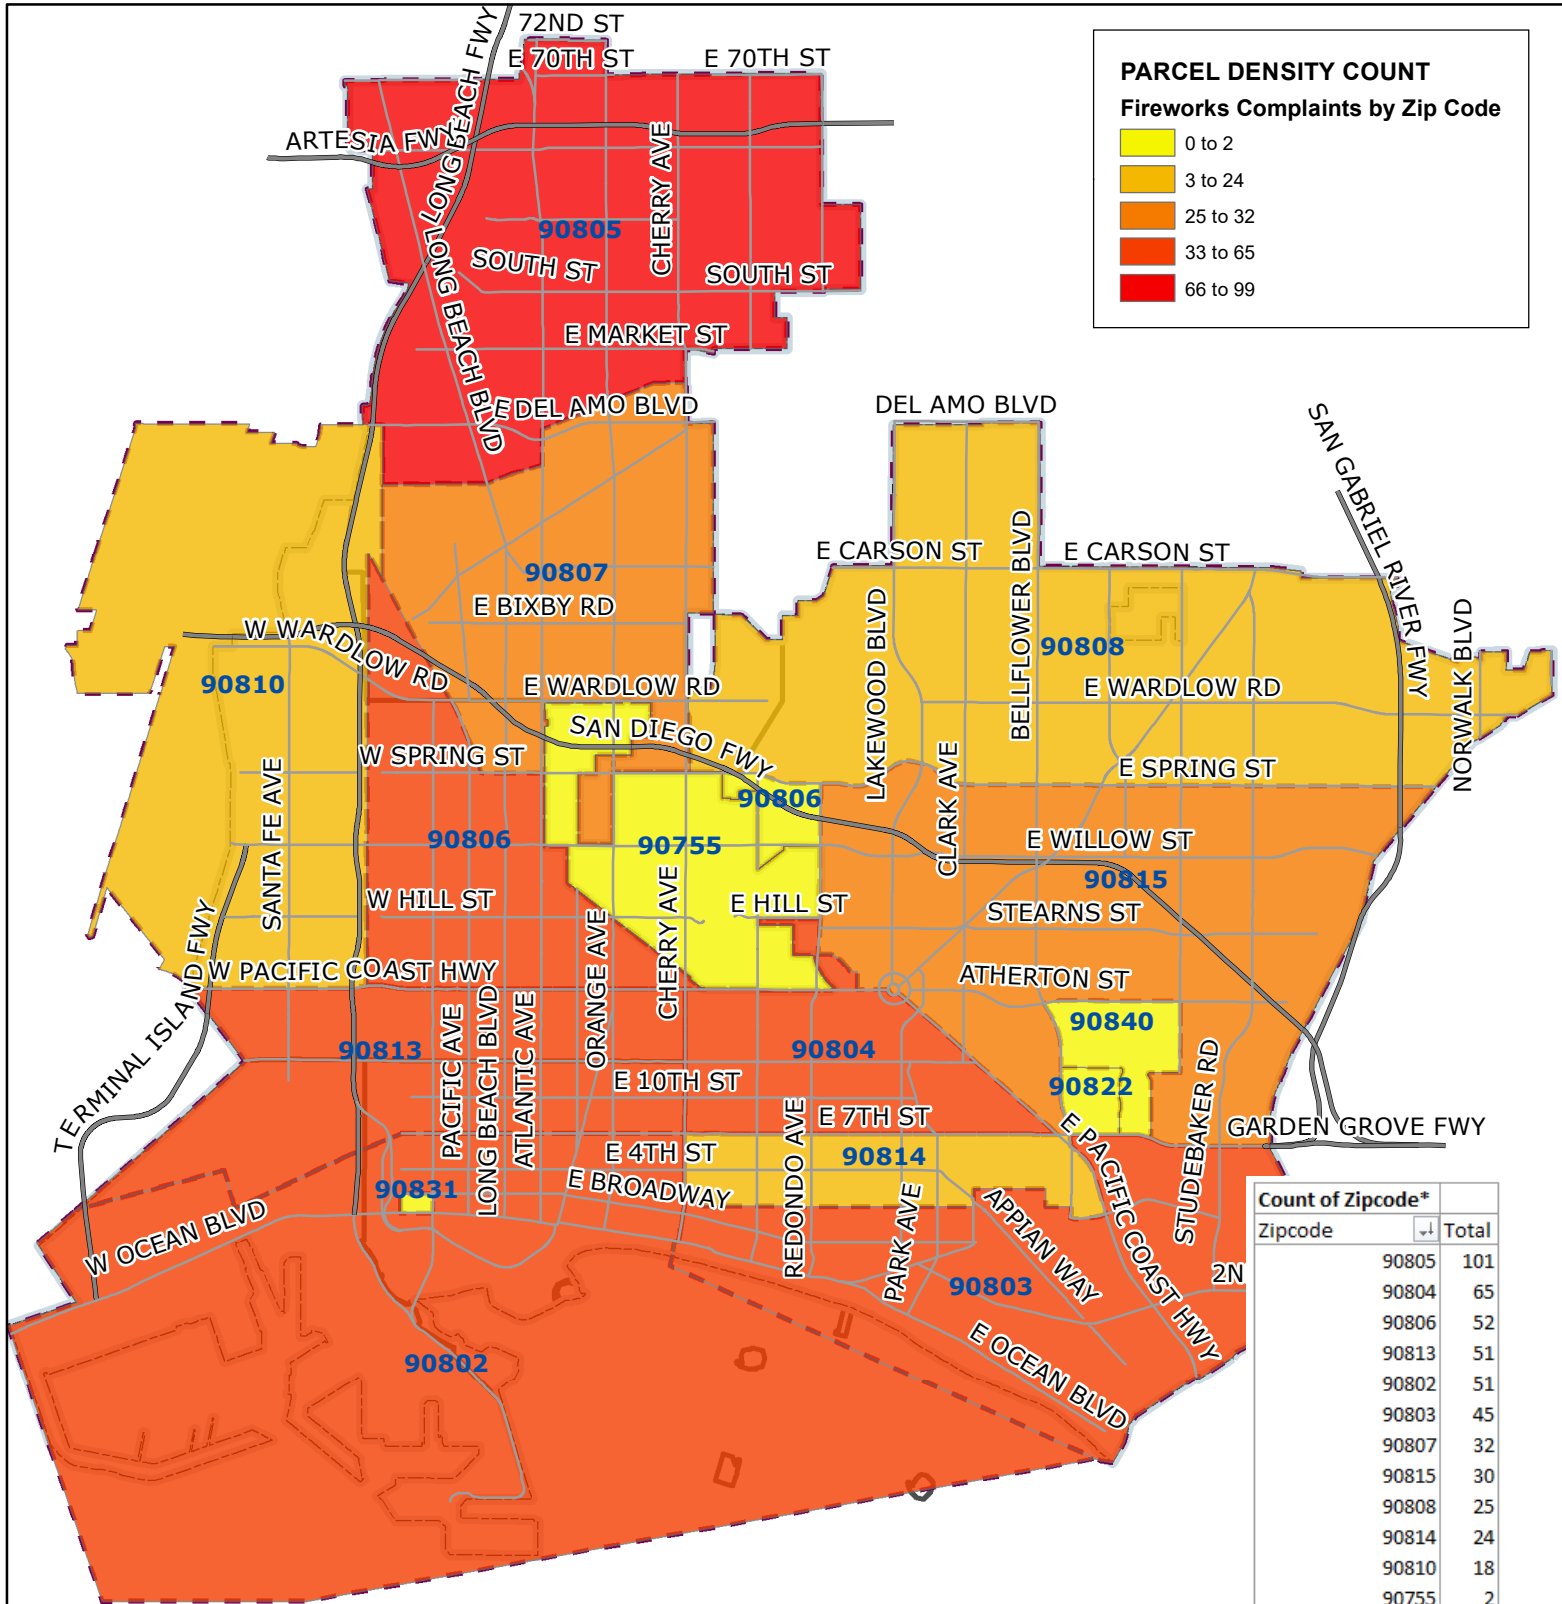 72ND ST
E 70TH ST
E 70TH ST
LONG BEACH FWY
ARTESIA FWY
CHERRY AVE
90805
SOUTH ST
SOUTH ST
LONG BEACH BLVD
E MARKET ST
E DEL AMO BLVD
DEL AMO BLVD
PARCEL DENSITY COUNT
Fireworks Complaints by Zip Code
0 to 2
3 to 24
25 to 32
33 to 65
66 to 99
SAN GABRIEL RIVER FWY
E CARSON ST
E CARSON ST
BELLFLOWER BLVD
LAKEWOOD BLVD
90807
E BIXBY RD
W WARDLOW RD
90808
NORWALK BLVD
90810
E WARDLOW RD
E WARDLOW RD
SAN DIEGO FWY
W SPRING ST
E SPRING ST
CLARK AVE
SANTA FE AVE
90806
90806
90755
E WILLOW ST
90815
W HILL ST
E HILL ST
STEARNS ST
CHERRY AVE
ORANGE AVE
TERMINAL ISLAND FWY
W PACIFIC COAST HWY
ATHERTON ST
PACIFIC AVE
LONG BEACH BLVD
ATLANTIC AVE
90813
90804
90840
E 10TH ST
90822
E 7TH ST
REDONDO AVE
STUDEBAKER RD
GARDEN GROVE FWY
E PACIFIC COAST HWY
E 4TH ST
90814
90831
E BROADWAY
PARK AVE
APPIAN WAY
W OCEAN BLVD
90803
2N
E OCEAN BLVD
90802
Count of Zipcode*
Zipcode Total
90805 101
90804 65
90806 52
90813 51
90802 51
90803 45
90807 32
90815 30
90808 25
90814 24
90810 18
90755 2